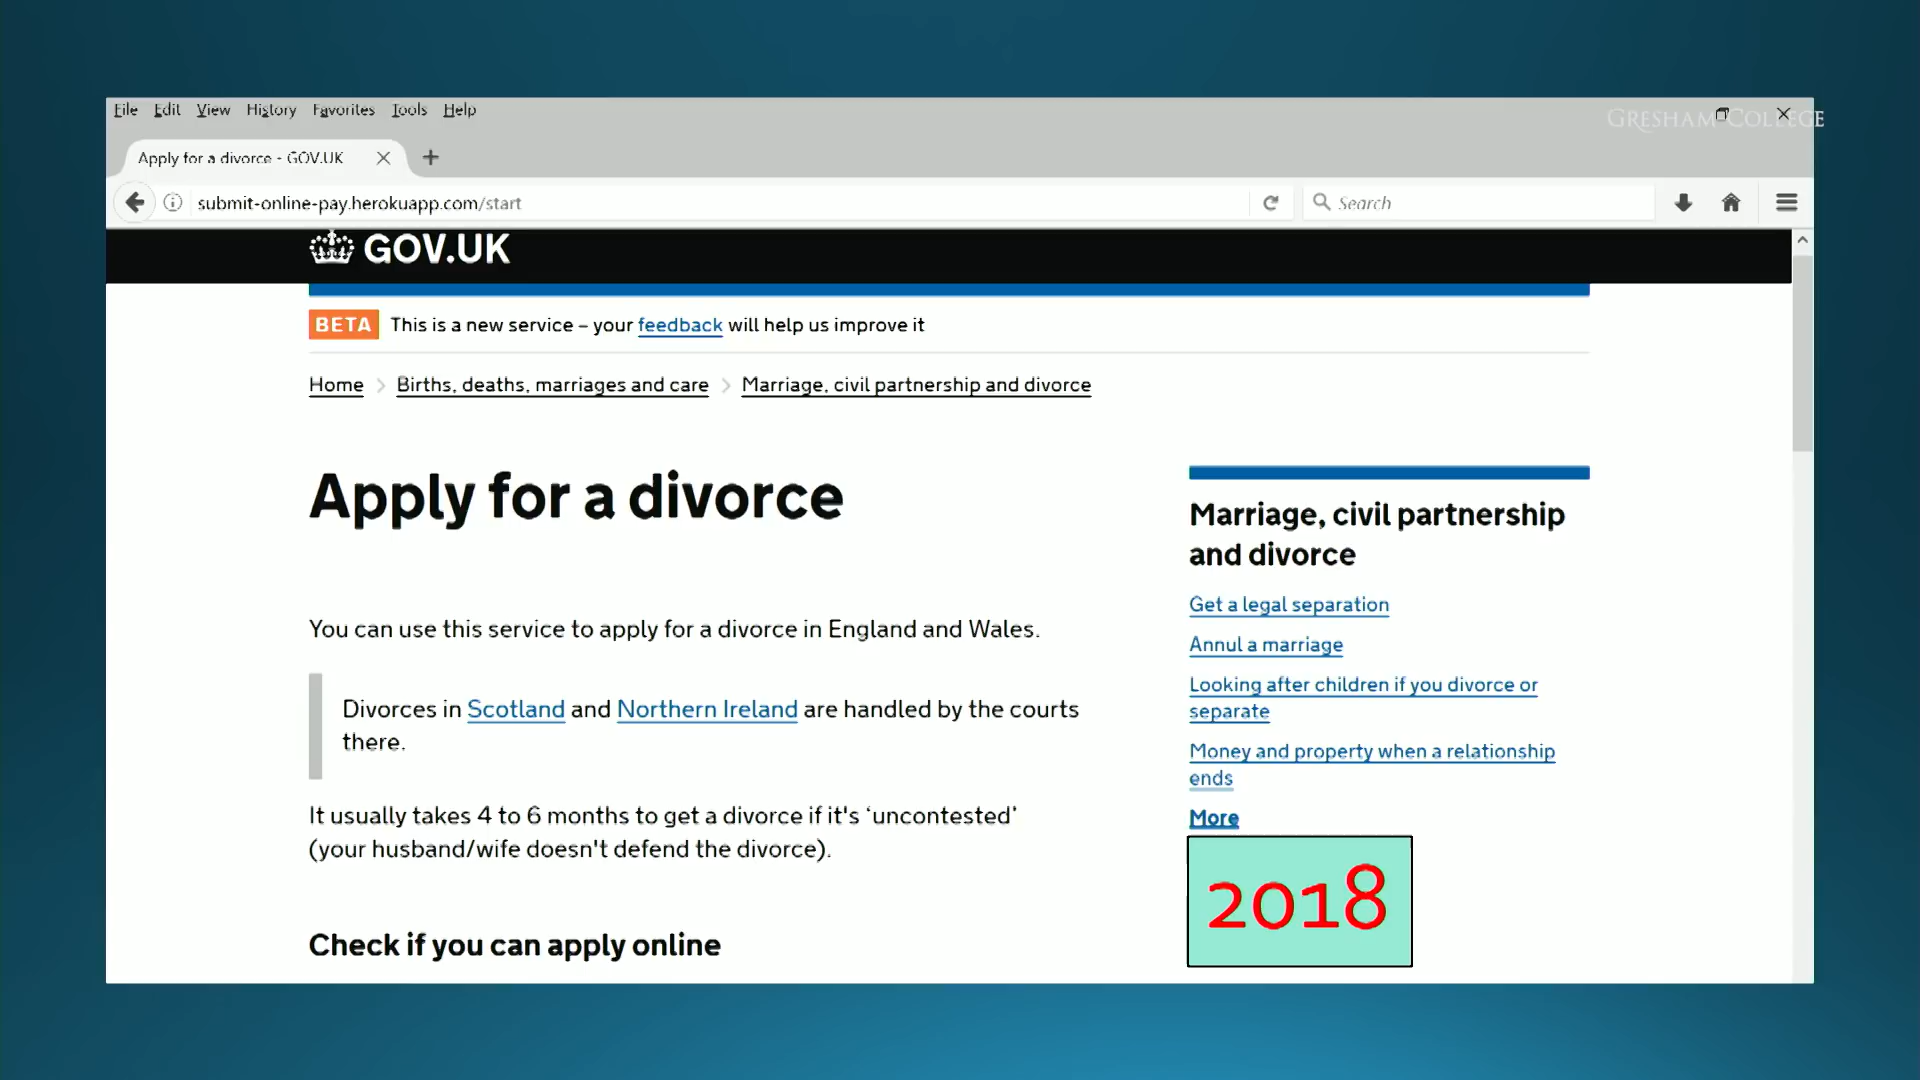 File Edit View History Favorites Tools Help
GRESHAM COLLEGE
Apply for a divorce - GOV.UK
submit-online-pay.herokuapp.com/start
Search
GOV.UK
BETA This is a new service – your feedback will help us improve it
Home > Births, deaths, marriages and care > Marriage, civil partnership and divorce
Apply for a divorce
You can use this service to apply for a divorce in England and Wales.
Divorces in Scotland and Northern Ireland are handled by the courts
there.
It usually takes 4 to 6 months to get a divorce if it's ‘uncontested’
(your husband/wife doesn't defend the divorce).
Check if you can apply online
Marriage, civil partnership
and divorce
Get a legal separation
Annul a marriage
Looking after children if you divorce or
separate
Money and property when a relationship
ends
More
2018